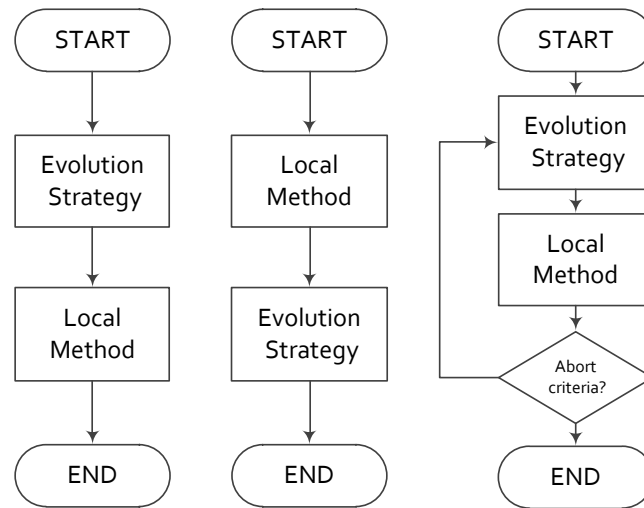 START
Evolution
Strategy
Local
Method
END
START
Local
Method
Evolution
Strategy
END
START
Evolution
Strategy
Local
Method
Abort
criteria?
END